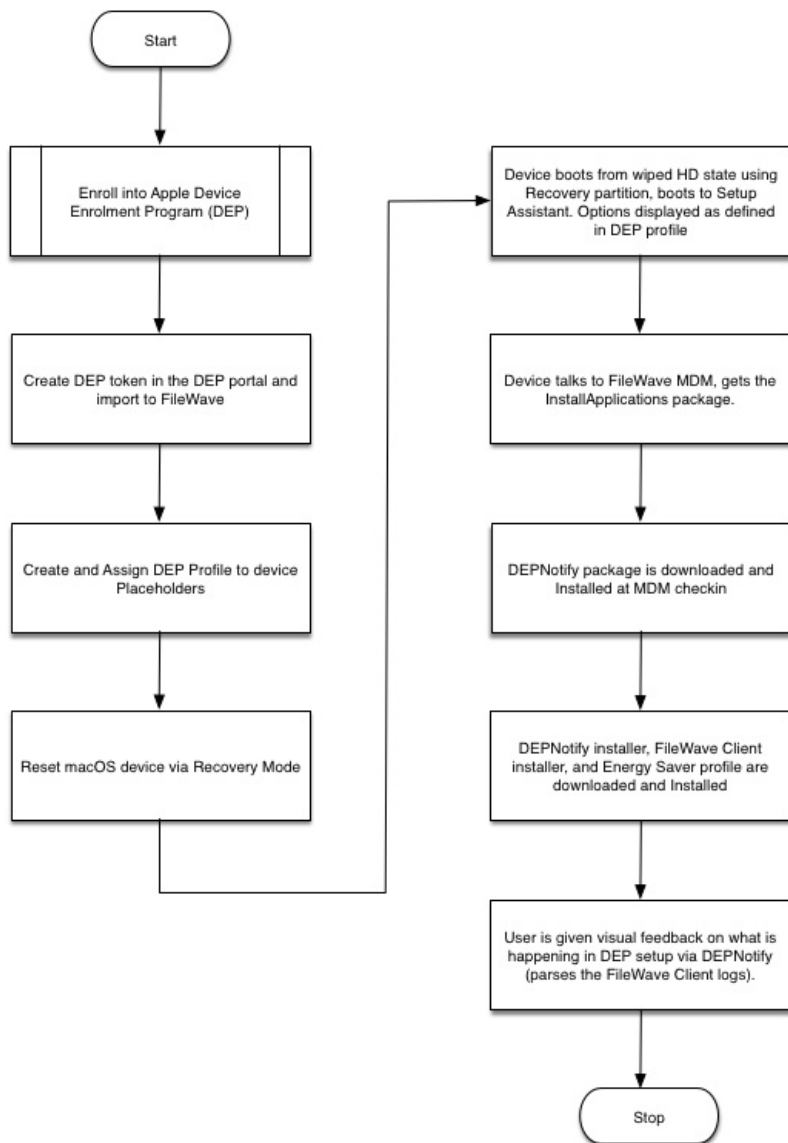 Start
Enroll into Apple Device
Enrolment Program (DEP)
Create DEP token in the DEP portal and
import to FileWave
Create and Assign DEP Profile to device
Placeholders
Reset macOS device via Recovery Mode
Device boots from wiped HD state using
Recovery partition, boots to Setup
Assistant. Options displayed as defined
in DEP profile
Device talks to FileWave MDM, gets the
InstallApplications package.
DEPNotify package is downloaded and
Installed at MDM checkin
DEPNotify installer, FileWave Client
installer, and Energy Saver profile are
downloaded and Installed
User is given visual feedback on what is
happening in DEP setup via DEPNotify
(parses the FileWave Client logs).
Stop